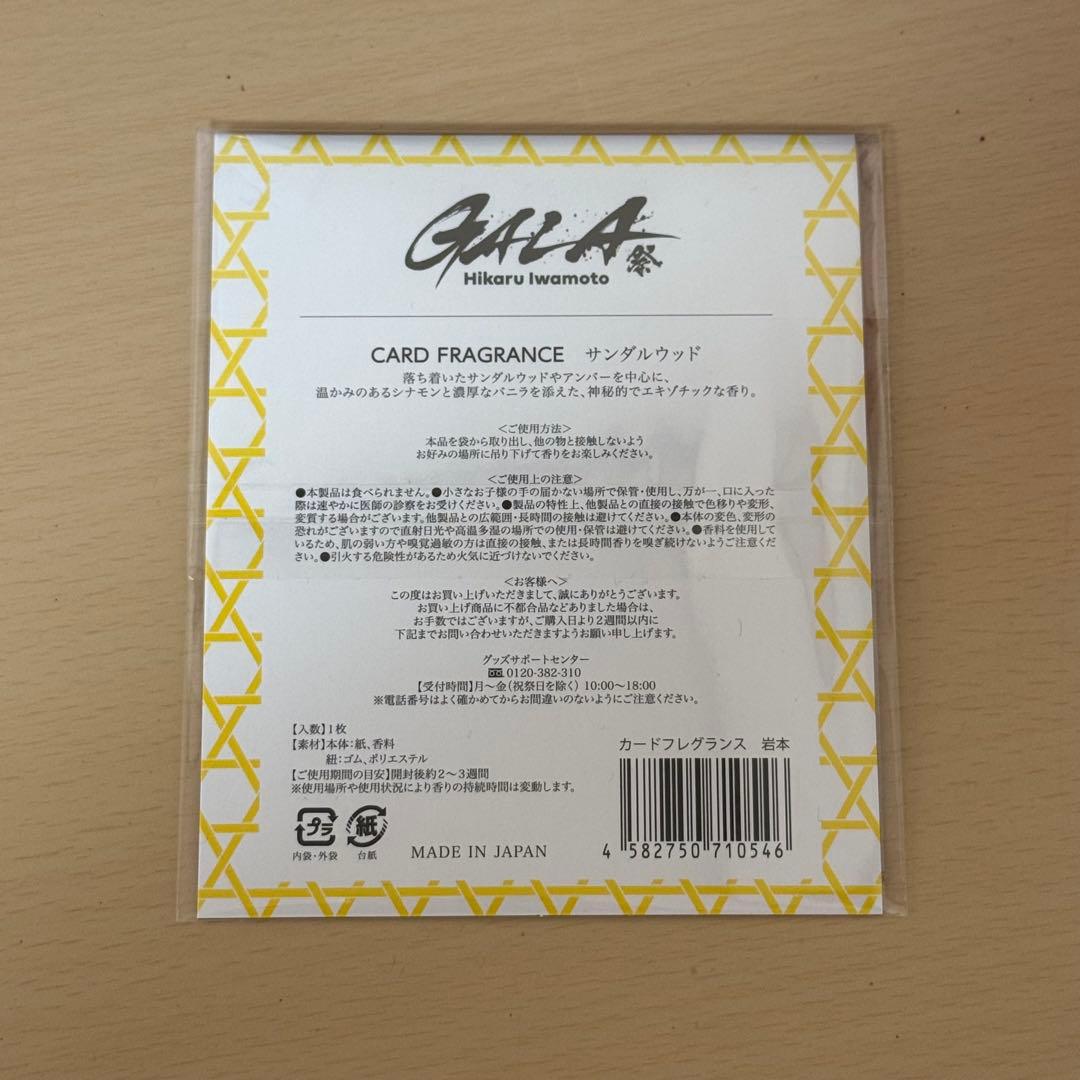 GALA祭
Hikaru Iwamoto
CARD FRAGRANCE　サンダルウッド
落ち着いたサンダルウッドやアンバーを中心に、
温かみのあるシナモンと濃厚なバニラを添えた、神秘的でエキゾチックな香り。
<ご使用方法>
本品を袋から取り出し、他の物と接触しないよう
お好みの場所に吊り下げて香りをお楽しみください。
<ご使用上の注意>
●本製品は食べられません。●小さなお子様の手の届かない場所で保管・使用し、万が一、口に入った
際は速やかに医師の診察をお受けください。●製品の特性上、他製品との直接の接触で色移りや変形、
変質する場合がございます。他製品との広範囲・長時間の接触は避けてください。●本体の変色、変形の
恐れがございますので直射日光や高温多湿の場所での使用・保管は避けてください。●香料を使用して
いるため、肌の弱い方や嗅覚過敏の方は直接の接触、または長時間香りを嗅ぎ続けないようご注意くだ
さい。●引火する危険性があるため火気に近づけないでください。
<お客様へ>
この度はお買い上げいただきまして、誠にありがとうございます。
お買い上げ商品に不都合品などありました場合は、
お手数ではございますが、ご購入日より2週間以内に
下記までお問い合わせいただきますようお願い申し上げます。
グッズサポートセンター
0120-382-310
【受付時間】月〜金(祝祭日を除く) 10:00〜18:00
※電話番号はよく確かめてからお間違いのないようにご注意ください。
【入数】1枚
【素材】本体:紙、香料
紐:ゴム、ポリエステル
【ご使用期間の目安】開封後約2〜3週間
※使用場所や使用状況により香りの持続時間は変動します。
カードフレグランス　岩本
プラ
内袋・外袋
紙
台紙
MADE IN JAPAN
4 582750 710546